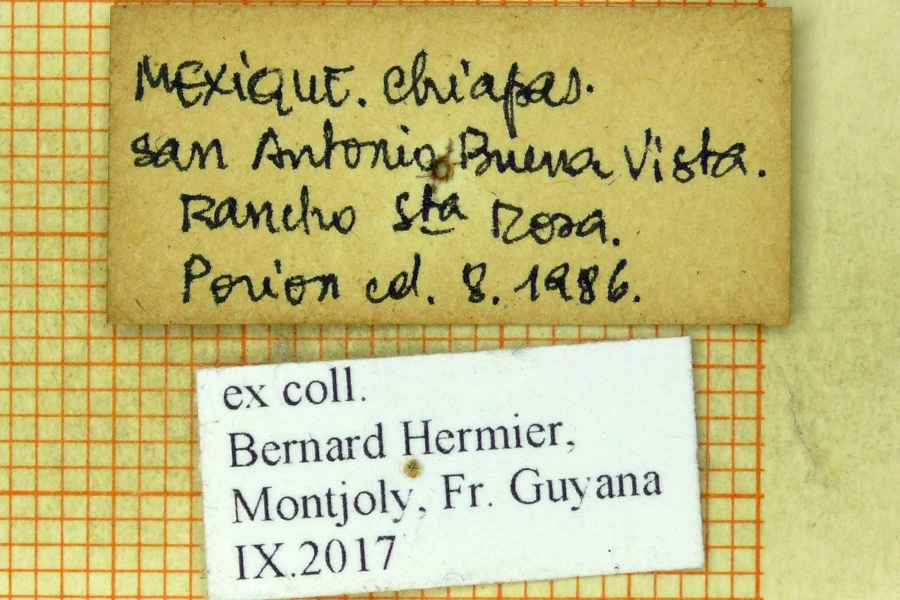 MEXIQUE. Chiapas.
San Antonio Buena Vista.
Rancho Sta Rosa.
Porion col. 8. 1986.
ex coll.
Bernard Hermier,
Montjoly, Fr. Guyana
IX.2017